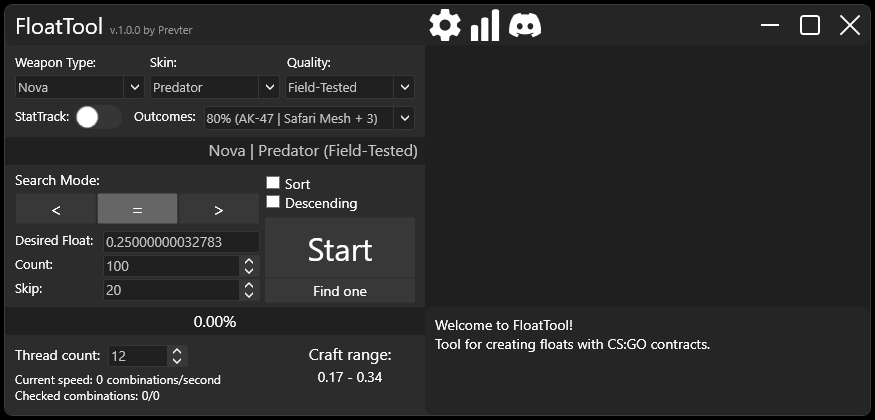 FloatTool v.1.0.0 by Prevter
Weapon Type: Skin: Quality:
Nova Predator Field-Tested
StatTrack: Outcomes: 80% (AK-47 | Safari Mesh + 3)
Nova | Predator (Field-Tested)
Search Mode:
Sort
Descending
< = >
Desired Float: 0.25000000032783
Count: 100
Skip: 20
Start
Find one
0.00%
Thread count: 12
Current speed: 0 combinations/second
Checked combinations: 0/0
Craft range:
0.17 - 0.34
Welcome to FloatTool!
Tool for creating floats with CS:GO contracts.